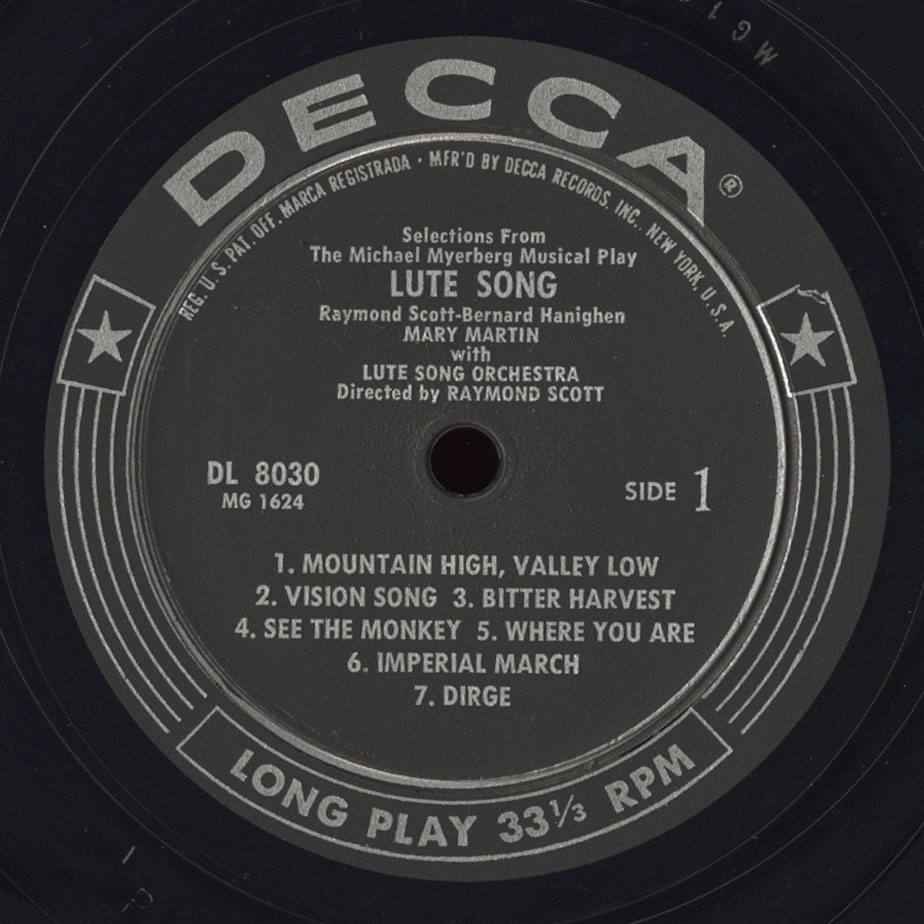 DECCA®
REG. U.S. PAT. OFF. MARCA REGISTRADA · MFR'D BY DECCA RECORDS, INC., NEW YORK, U.S.A.
Selections From
The Michael Myerberg Musical Play
LUTE SONG
Raymond Scott-Bernard Hanighen
MARY MARTIN
with
LUTE SONG ORCHESTRA
Directed by RAYMOND SCOTT
DL 8030
MG 1624
SIDE 1
1. MOUNTAIN HIGH, VALLEY LOW
2. VISION SONG 3. BITTER HARVEST
4. SEE THE MONKEY 5. WHERE YOU ARE
6. IMPERIAL MARCH
7. DIRGE
LONG PLAY 33⅓ RPM